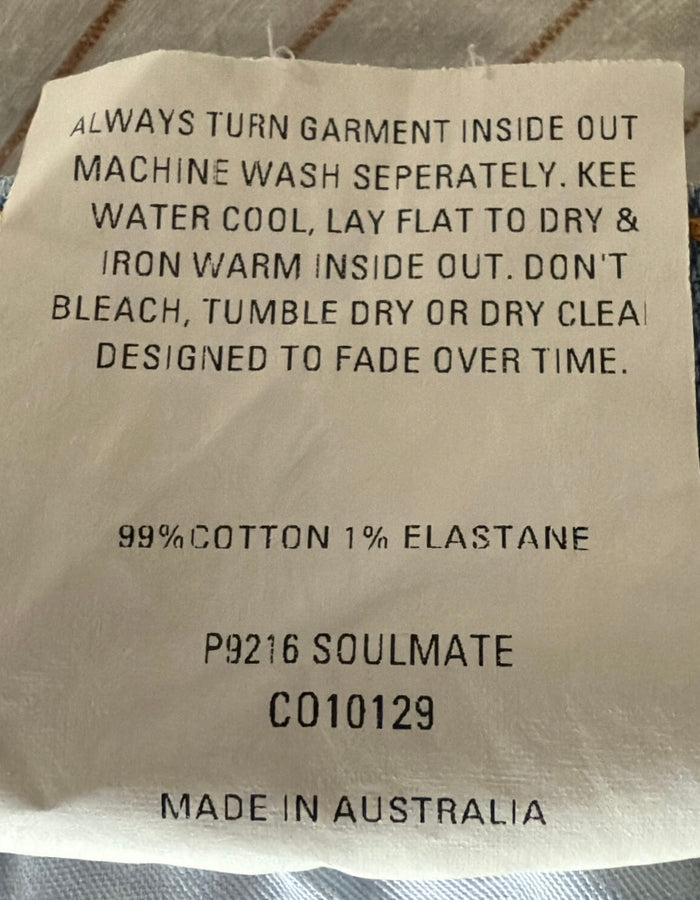 ALWAYS TURN GARMENT INSIDE OUT
MACHINE WASH SEPERATELY. KEE
WATER COOL, LAY FLAT TO DRY &
IRON WARM INSIDE OUT. DON'T
BLEACH, TUMBLE DRY OR DRY CLEA
DESIGNED TO FADE OVER TIME.
99% COTTON 1% ELASTANE
P9216 SOULMATE
CO10129
MADE IN AUSTRALIA